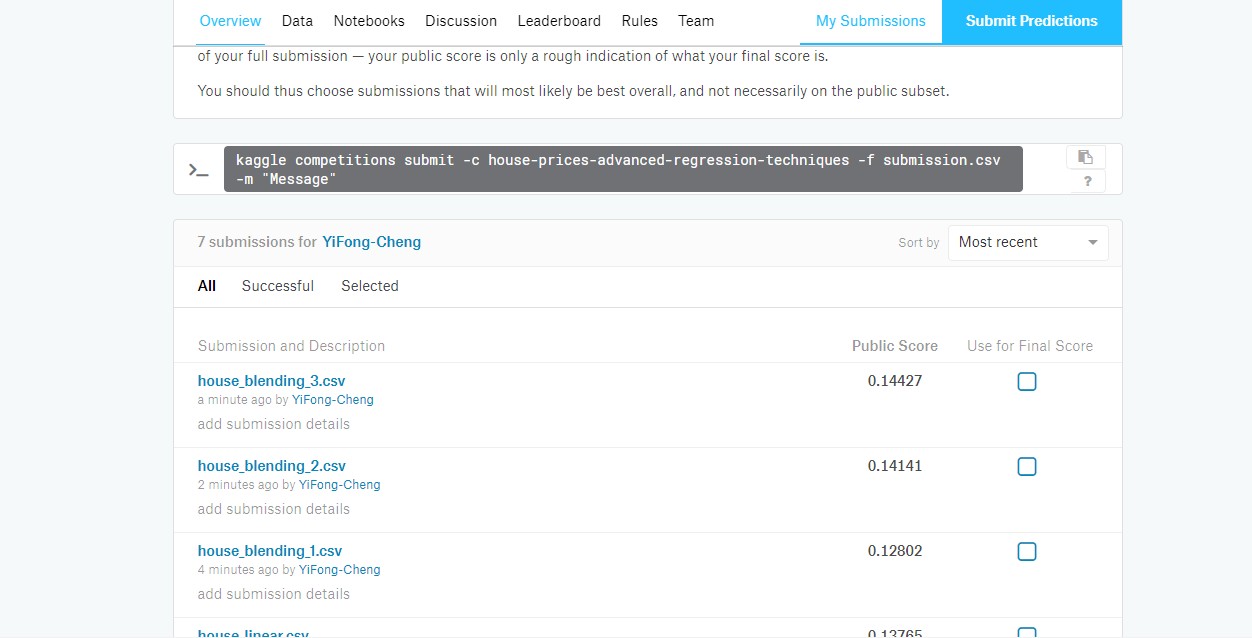 Overview Data Notebooks Discussion Leaderboard Rules Team My Submissions Submit Predictions
of your full submission — your public score is only a rough indication of what your final score is.
You should thus choose submissions that will most likely be best overall, and not necessarily on the public subset.
>_ kaggle competitions submit -c house-prices-advanced-regression-techniques -f submission.csv
-m "Message"
?
7 submissions for YiFong-Cheng Sort by Most recent
All Successful Selected
Submission and Description Public Score Use for Final Score
house_blending_3.csv 0.14427
a minute ago by YiFong-Cheng
add submission details
house_blending_2.csv 0.14141
2 minutes ago by YiFong-Cheng
add submission details
house_blending_1.csv 0.12802
4 minutes ago by YiFong-Cheng
add submission details
house_linear.csv 0.13765